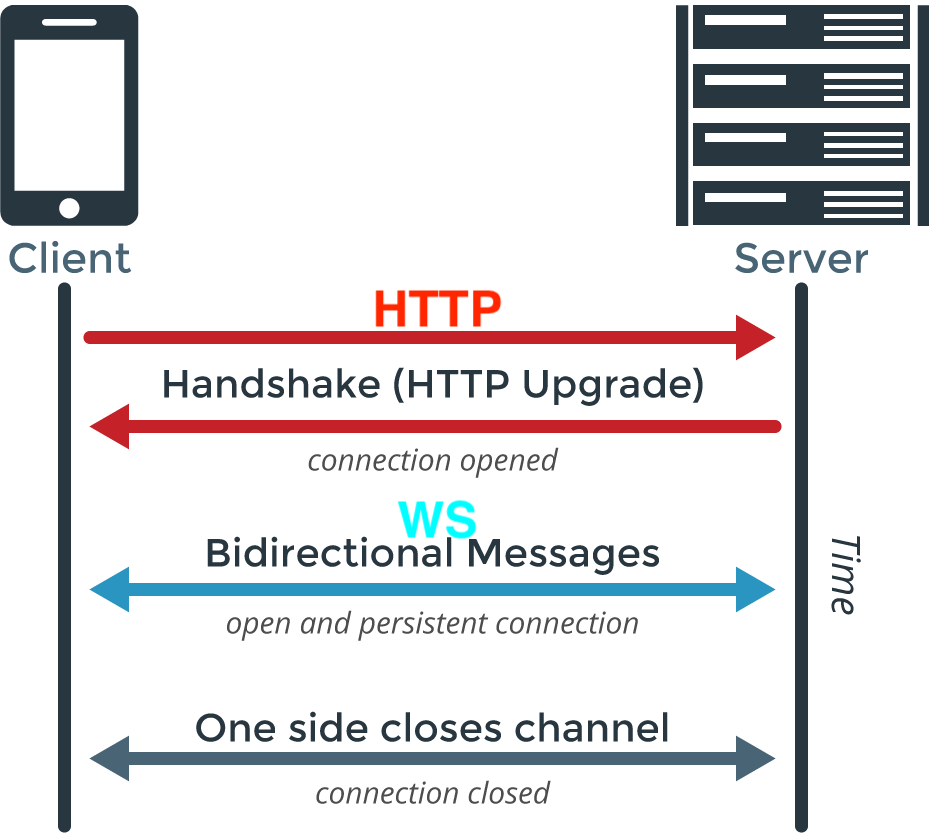 Client
Server
HTTP
Handshake (HTTP Upgrade)
connection opened
WS
Bidirectional Messages
Time
open and persistent connection
One side closes channel
connection closed